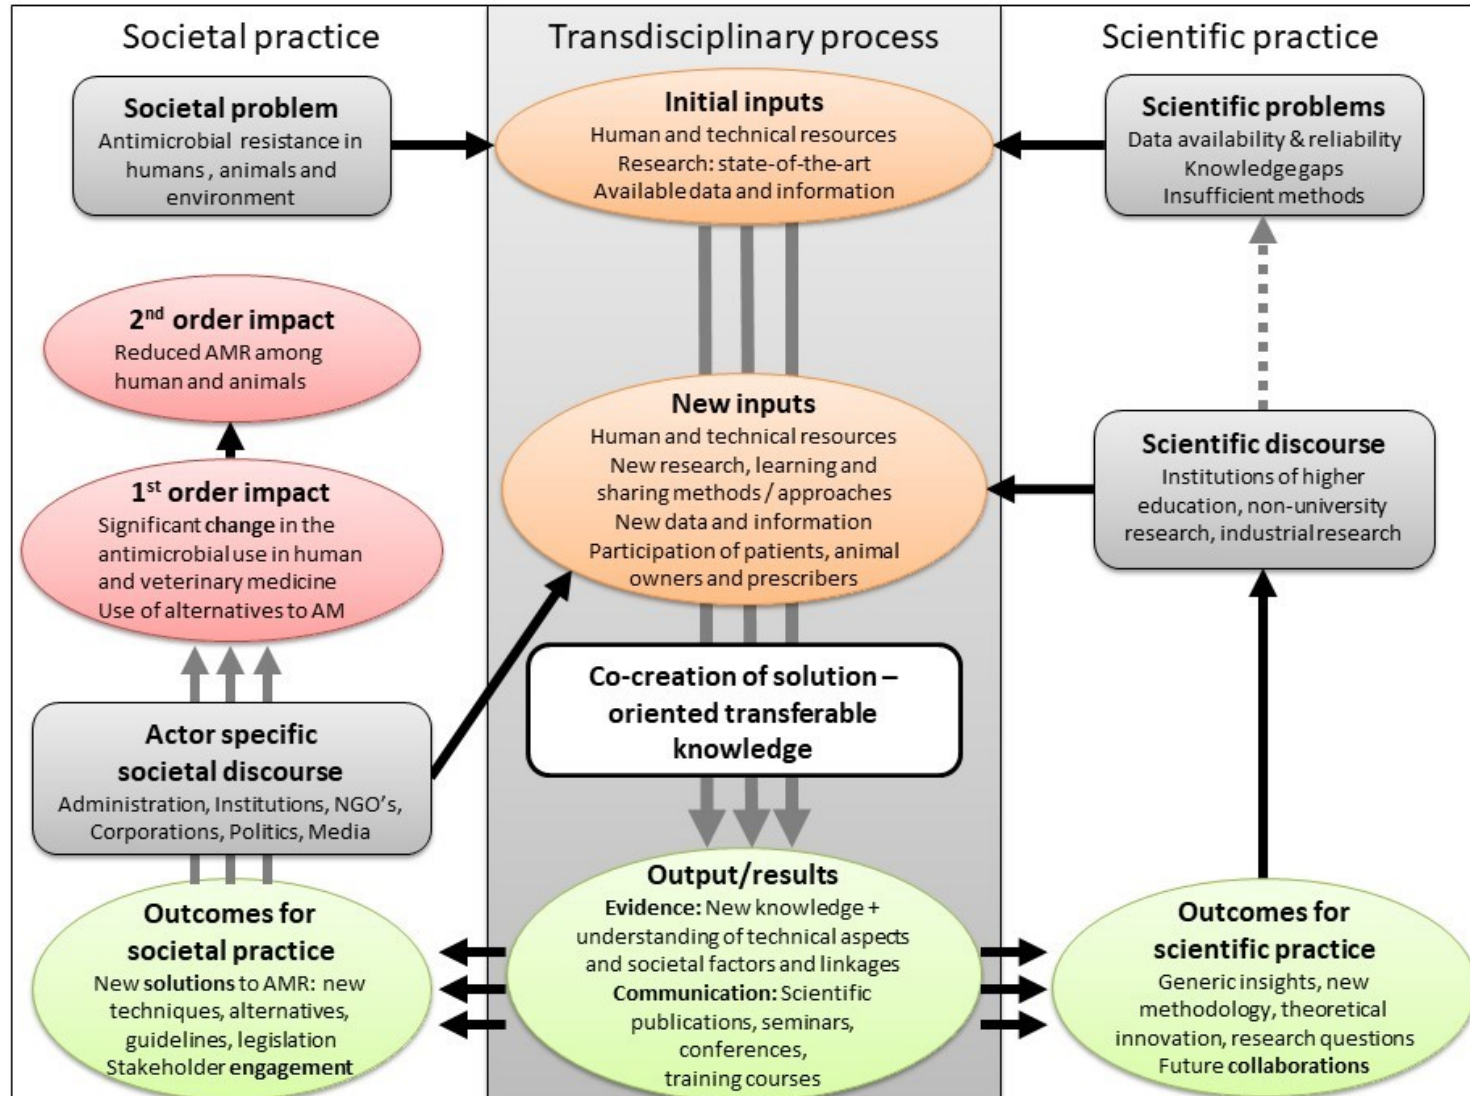 Societal practice
Transdisciplinary process
Scientific practice
Societal problem
Antimicrobial resistance in
humans , animals and
environment
Initial inputs
Human and technical resources
Research: state-of-the-art
Available data and information
Scientific problems
Data availability & reliability
Knowledge gaps
Insufficient methods
2nd order impact
Reduced AMR among
human and animals
1st order impact
Significant change in the
antimicrobial use in human
and veterinary medicine
Use of alternatives to AM
New inputs
Human and technical resources
New research, learning and
sharing methods / approaches
New data and information
Participation of patients, animal
owners and prescribers
Scientific discourse
Institutions of higher
education, non-university
research, industrial research
Co-creation of solution –
oriented transferable
knowledge
Actor specific
societal discourse
Administration, Institutions, NGO's,
Corporations, Politics, Media
Outcomes for
societal practice
New solutions to AMR: new
techniques, alternatives,
guidelines, legislation
Stakeholder engagement
Output/results
Evidence: New knowledge +
understanding of technical aspects
and societal factors and linkages
Communication: Scientific
publications, seminars,
conferences,
training courses
Outcomes for
scientific practice
Generic insights, new
methodology, theoretical
innovation, research questions
Future collaborations